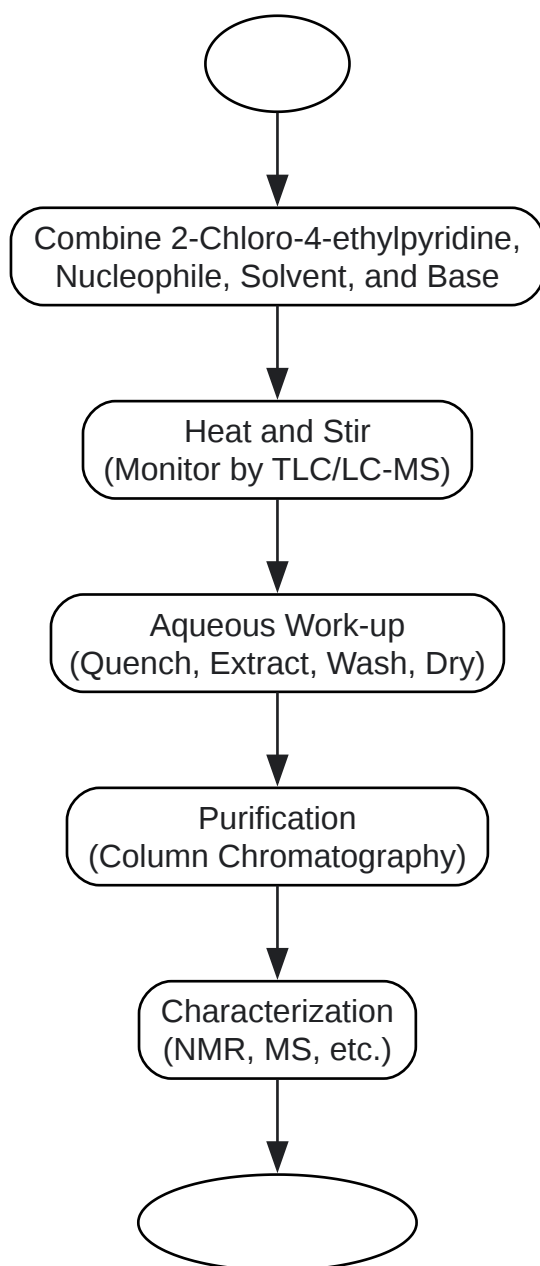 Combine 2-Chloro-4-ethylpyridine,
Nucleophile, Solvent, and Base
Heat and Stir
(Monitor by TLC/LC-MS)
Aqueous Work-up
(Quench, Extract, Wash, Dry)
Purification
(Column Chromatography)
Characterization
(NMR, MS, etc.)